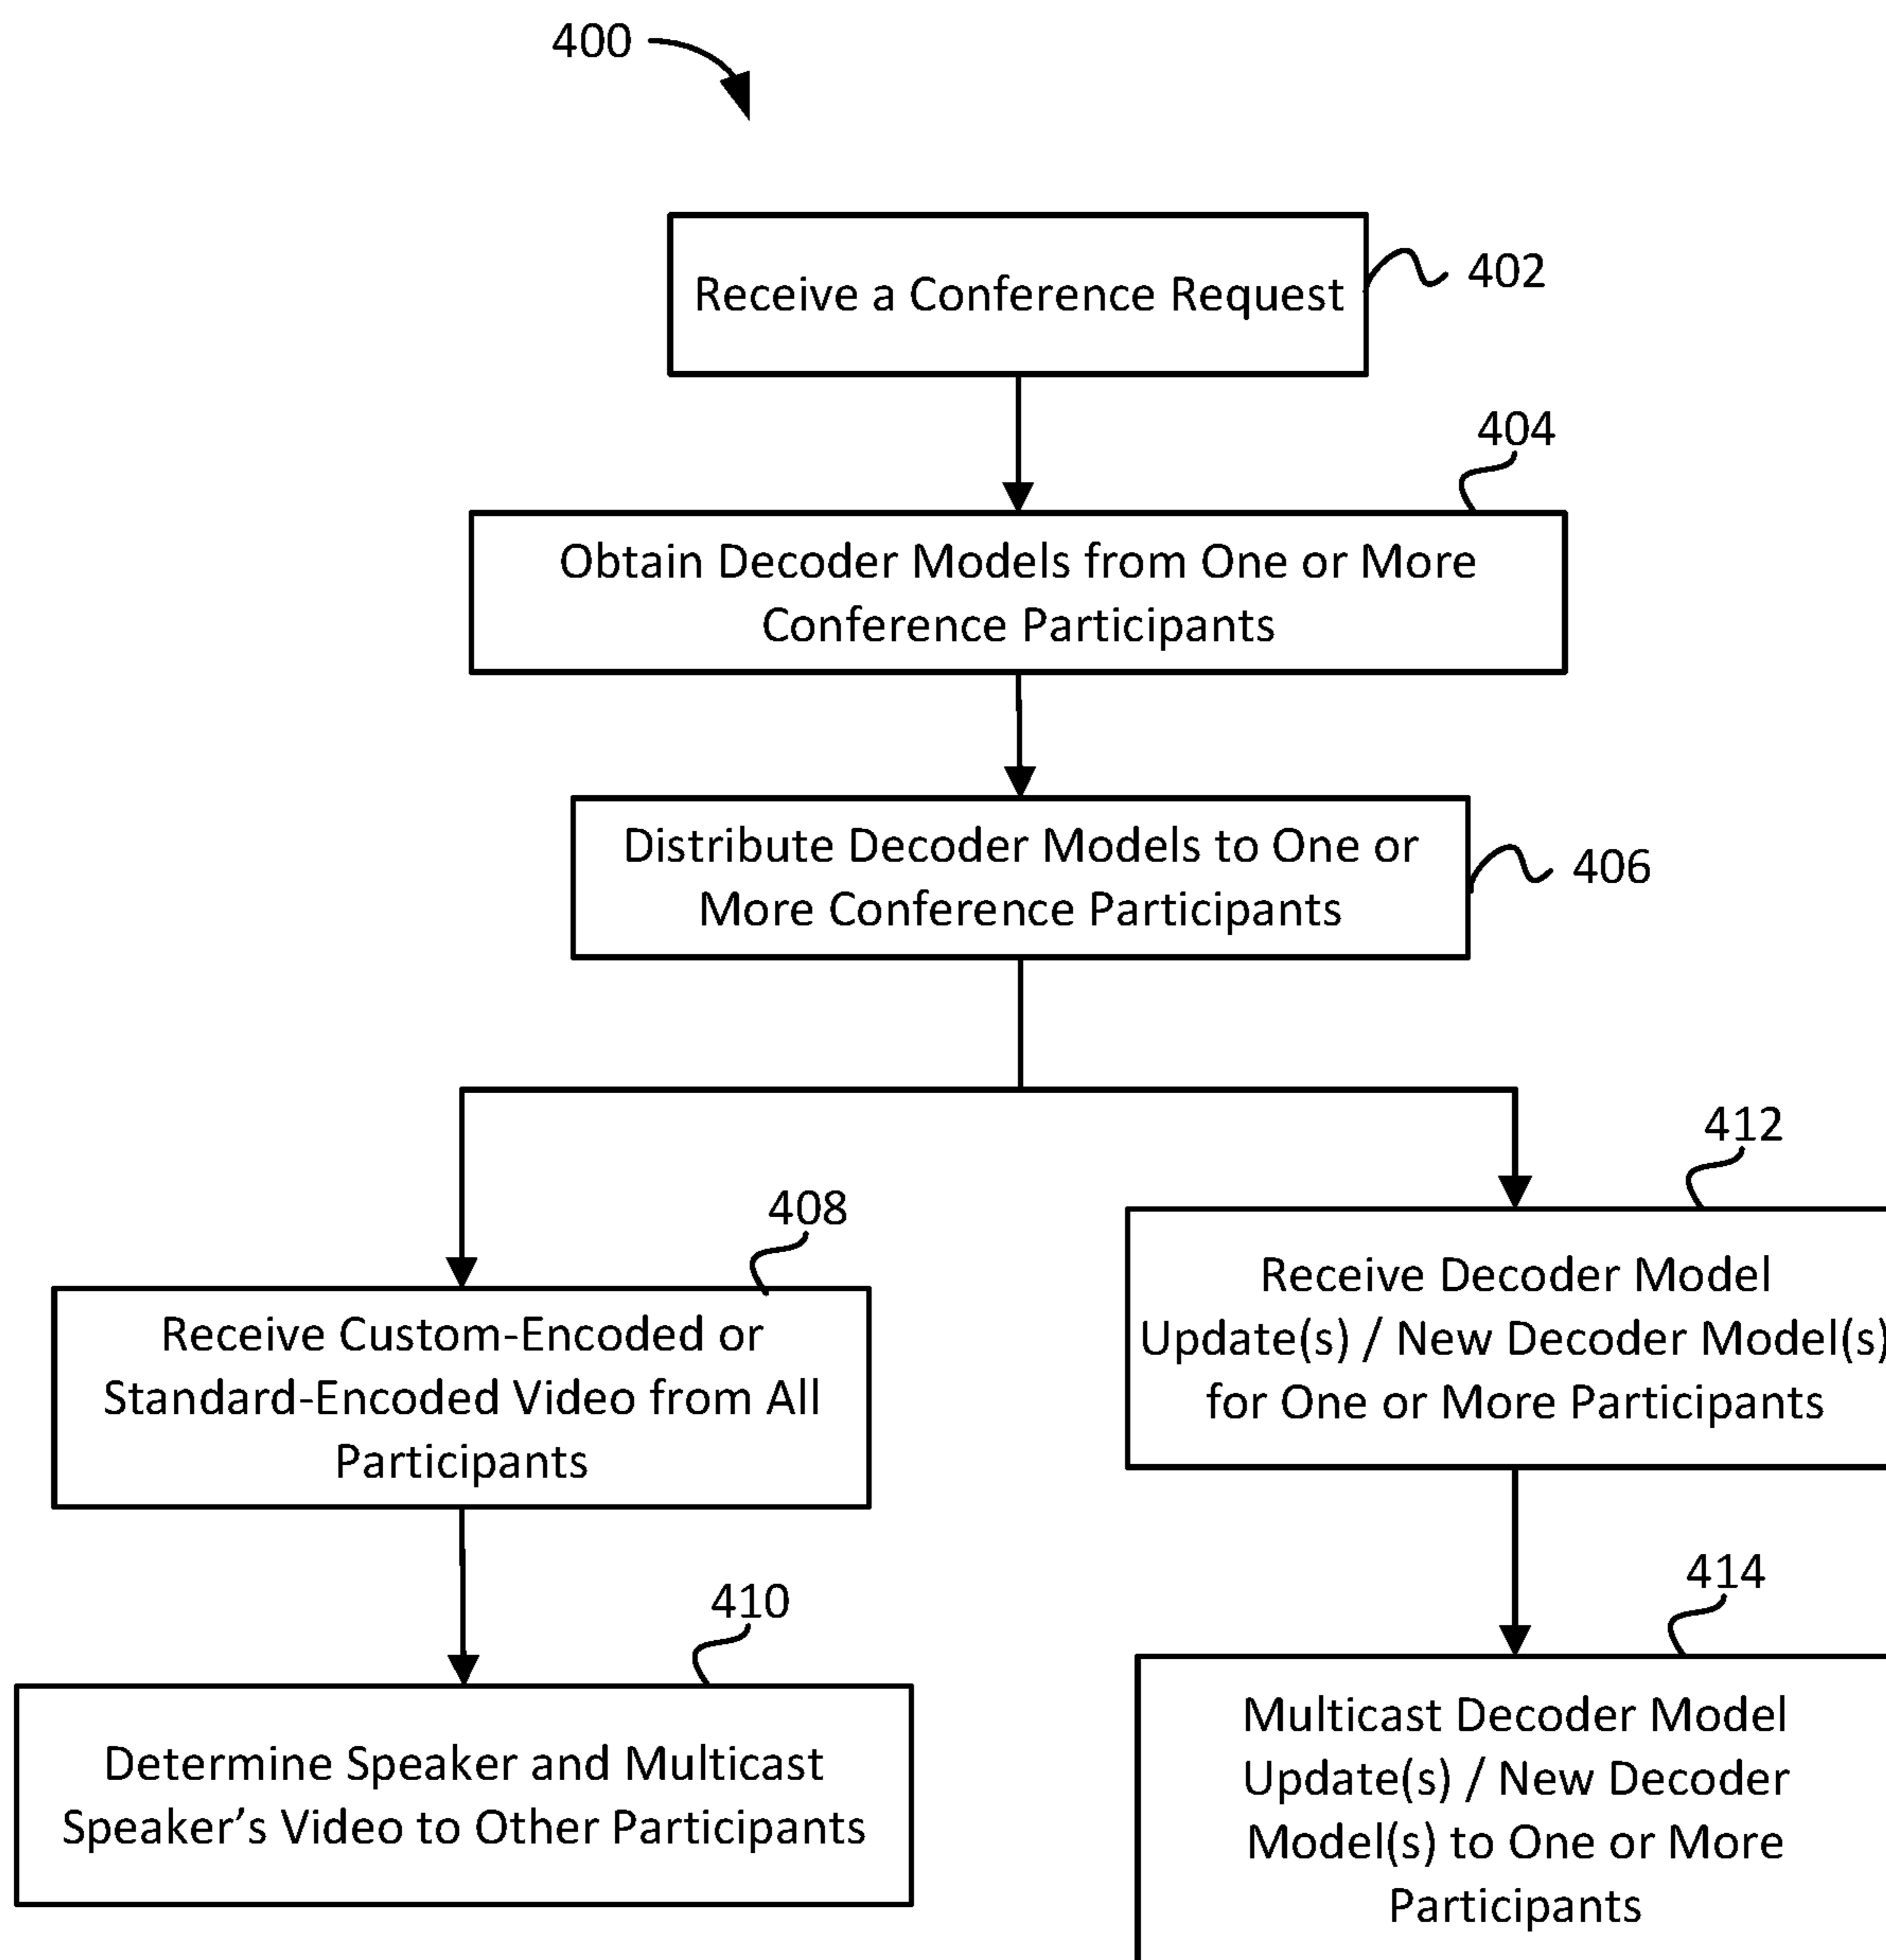 400
Receive a Conference Request
402
404
Obtain Decoder Models from One or More
Conference Participants
Distribute Decoder Models to One or
More Conference Participants
406
408
Receive Custom-Encoded or
Standard-Encoded Video from All
Participants
410
Determine Speaker and Multicast
Speaker’s Video to Other Participants
412
Receive Decoder Model
Update(s) / New Decoder Model(s)
for One or More Participants
414
Multicast Decoder Model
Update(s) / New Decoder
Model(s) to One or More
Participants